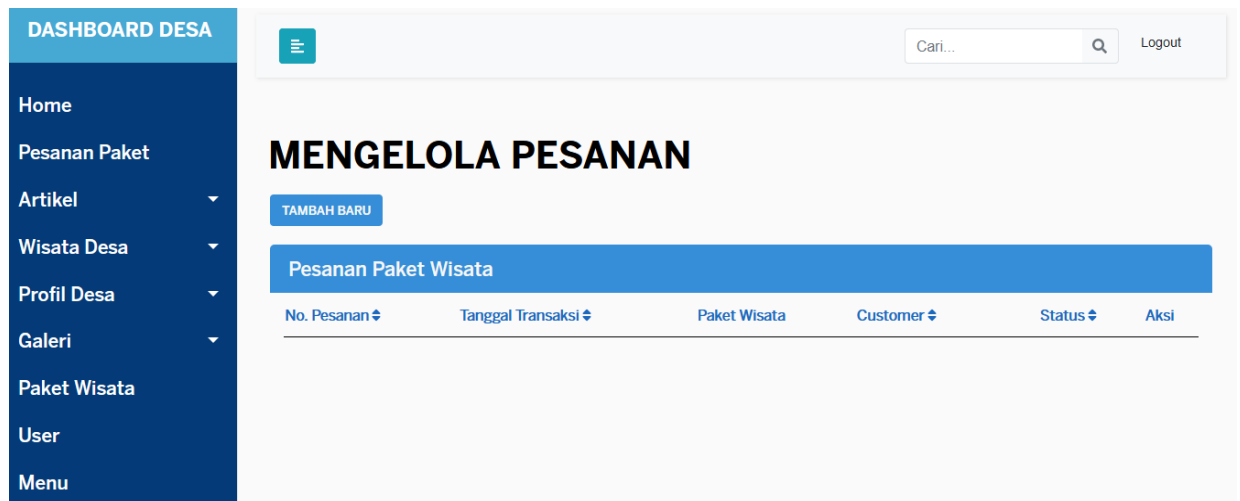 DASHBOARD DESA
Home
Pesanan Paket
Artikel
Wisata Desa
Profil Desa
Galeri
Paket Wisata
User
Menu
Cari...
Logout
MENGELOLA PESANAN
TAMBAH BARU
Pesanan Paket Wisata
No. Pesanan Tanggal Transaksi Paket Wisata Customer Status Aksi